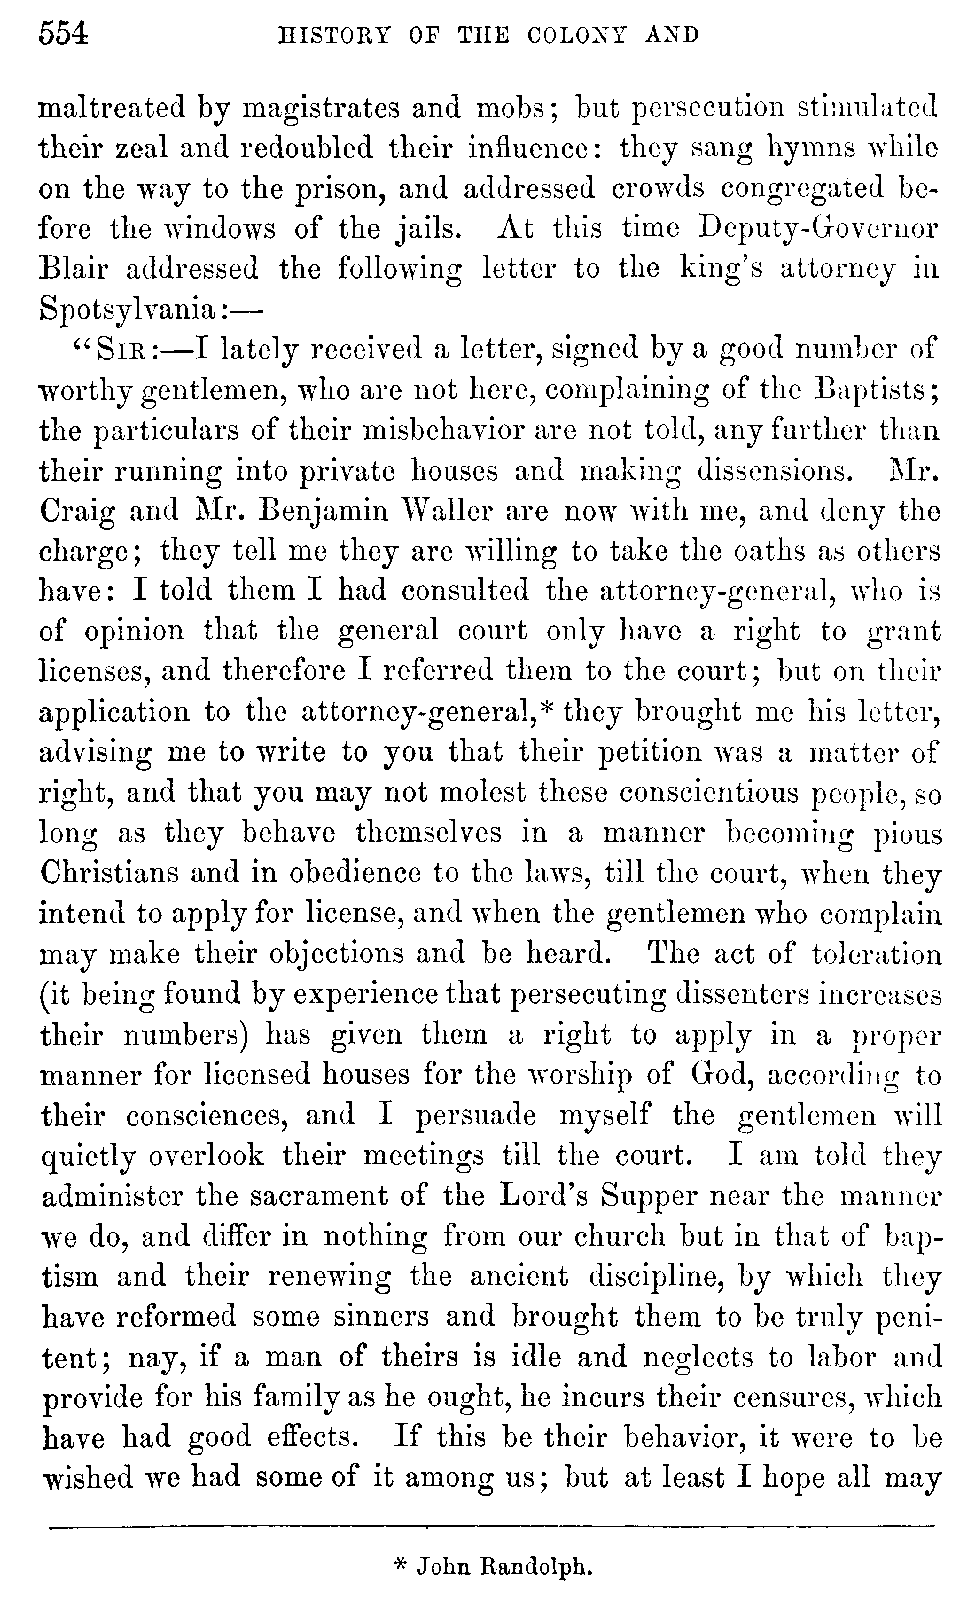 554 HISTORY OF THE COLONY AND
maltreated by magistrates and mobs; but persecution stimulated
their zeal and redoubled their influence: they sang hymns while
on the way to the prison, and addressed crowds congregated be-
fore the windows of the jails. At this time Deputy-Governor
Blair addressed the following letter to the king's attorney in
Spotsylvania:—
"SIR:—I lately received a letter, signed by a good number of
worthy gentlemen, who are not here, complaining of the Baptists;
the particulars of their misbehavior are not told, any further than
their running into private houses and making dissensions. Mr.
Craig and Mr. Benjamin Waller are now with me, and deny the
charge; they tell me they are willing to take the oaths as others
have: I told them I had consulted the attorney-general, who is
of opinion that the general court only have a right to grant
licenses, and therefore I referred them to the court; but on their
application to the attorney-general,* they brought me his letter,
advising me to write to you that their petition was a matter of
right, and that you may not molest these conscientious people, so
long as they behave themselves in a manner becoming pious
Christians and in obedience to the laws, till the court, when they
intend to apply for license, and when the gentlemen who complain
may make their objections and be heard. The act of toleration
(it being found by experience that persecuting dissenters increases
their numbers) has given them a right to apply in a proper
manner for licensed houses for the worship of God, according to
their consciences, and I persuade myself the gentlemen will
quietly overlook their meetings till the court. I am told they
administer the sacrament of the Lord's Supper near the manner
we do, and differ in nothing from our church but in that of bap-
tism and their renewing the ancient discipline, by which they
have reformed some sinners and brought them to be truly peni-
tent; nay, if a man of theirs is idle and neglects to labor and
provide for his family as he ought, he incurs their censures, which
have had good effects. If this be their behavior, it were to be
wished we had some of it among us; but at least I hope all may
* John Randolph.